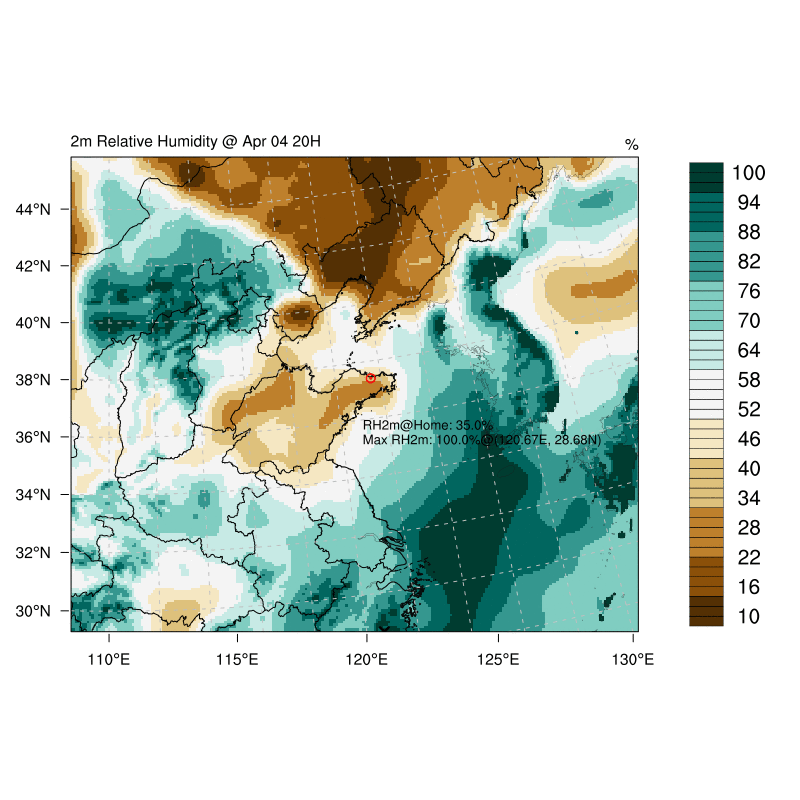 2m Relative Humidity @ Apr 04 20H
%
100
94
88
82
76
70
64
58
52
46
40
34
28
22
16
10
44°N
42°N
40°N
38°N
36°N
34°N
32°N
30°N
RH2m@Home: 35.0%
Max RH2m: 100.0%@(120.67E, 28.68N)
110°E
115°E
120°E
125°E
130°E